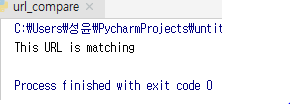 url_compare ×
C:₩Users₩성윤₩PycharmProjects₩untit
This URL is matching
Process finished with exit code 0